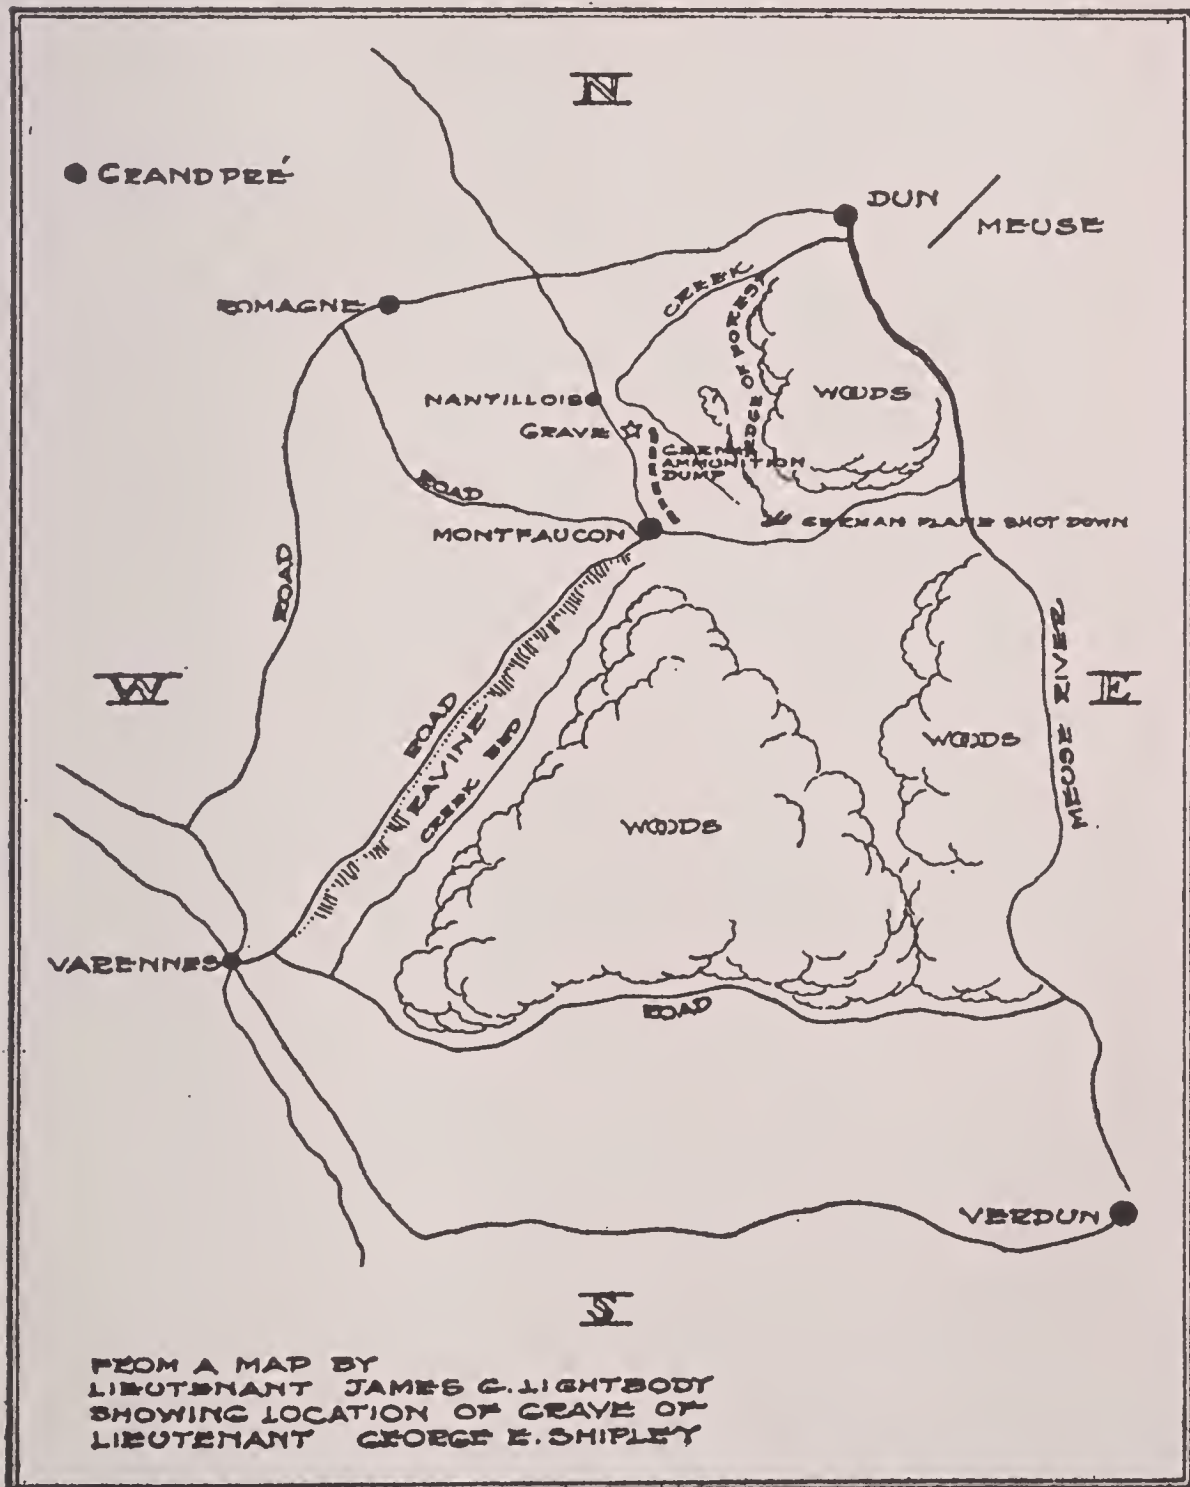 N
GRANDPRÉ
DUN / MEUSE
CREEK
ROMAGNE
EDGE OF FOREST
WOODS
NANTILLOIS
GRAVE
GERMAN
AMMUNITION
DUMP
ROAD
MONTFAUCON
GERMAN PLANE SHOT DOWN
ROAD
RIVER MEUSE
W
E
ROAD
RAVINE
CREEK BED
WOODS
WOODS
VARENNES
ROAD
VERDUN
S
FROM A MAP BY
LIEUTENANT JAMES G. LIGHTBODY
SHOWING LOCATION OF GRAVE OF
LIEUTENANT GEORGE E. SHIPLEY